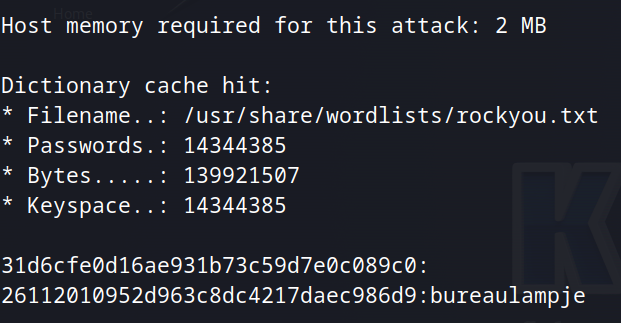 Host memory required for this attack: 2 MB
Dictionary cache hit:
* Filename..: /usr/share/wordlists/rockyou.txt
* Passwords.: 14344385
* Bytes.....: 139921507
* Keyspace..: 14344385
31d6cfe0d16ae931b73c59d7e0c089c0:
26112010952d963c8dc4217daec986d9:bureaulampje